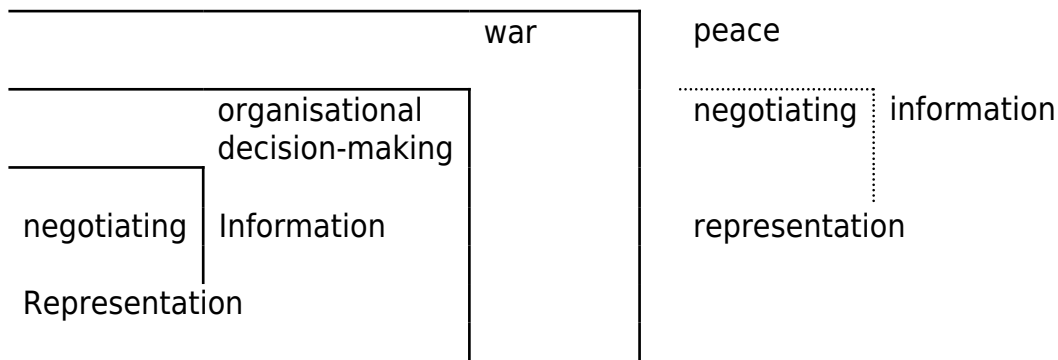 war peace
organisational negotiating information
decision-making
negotiating Information representation
Representation